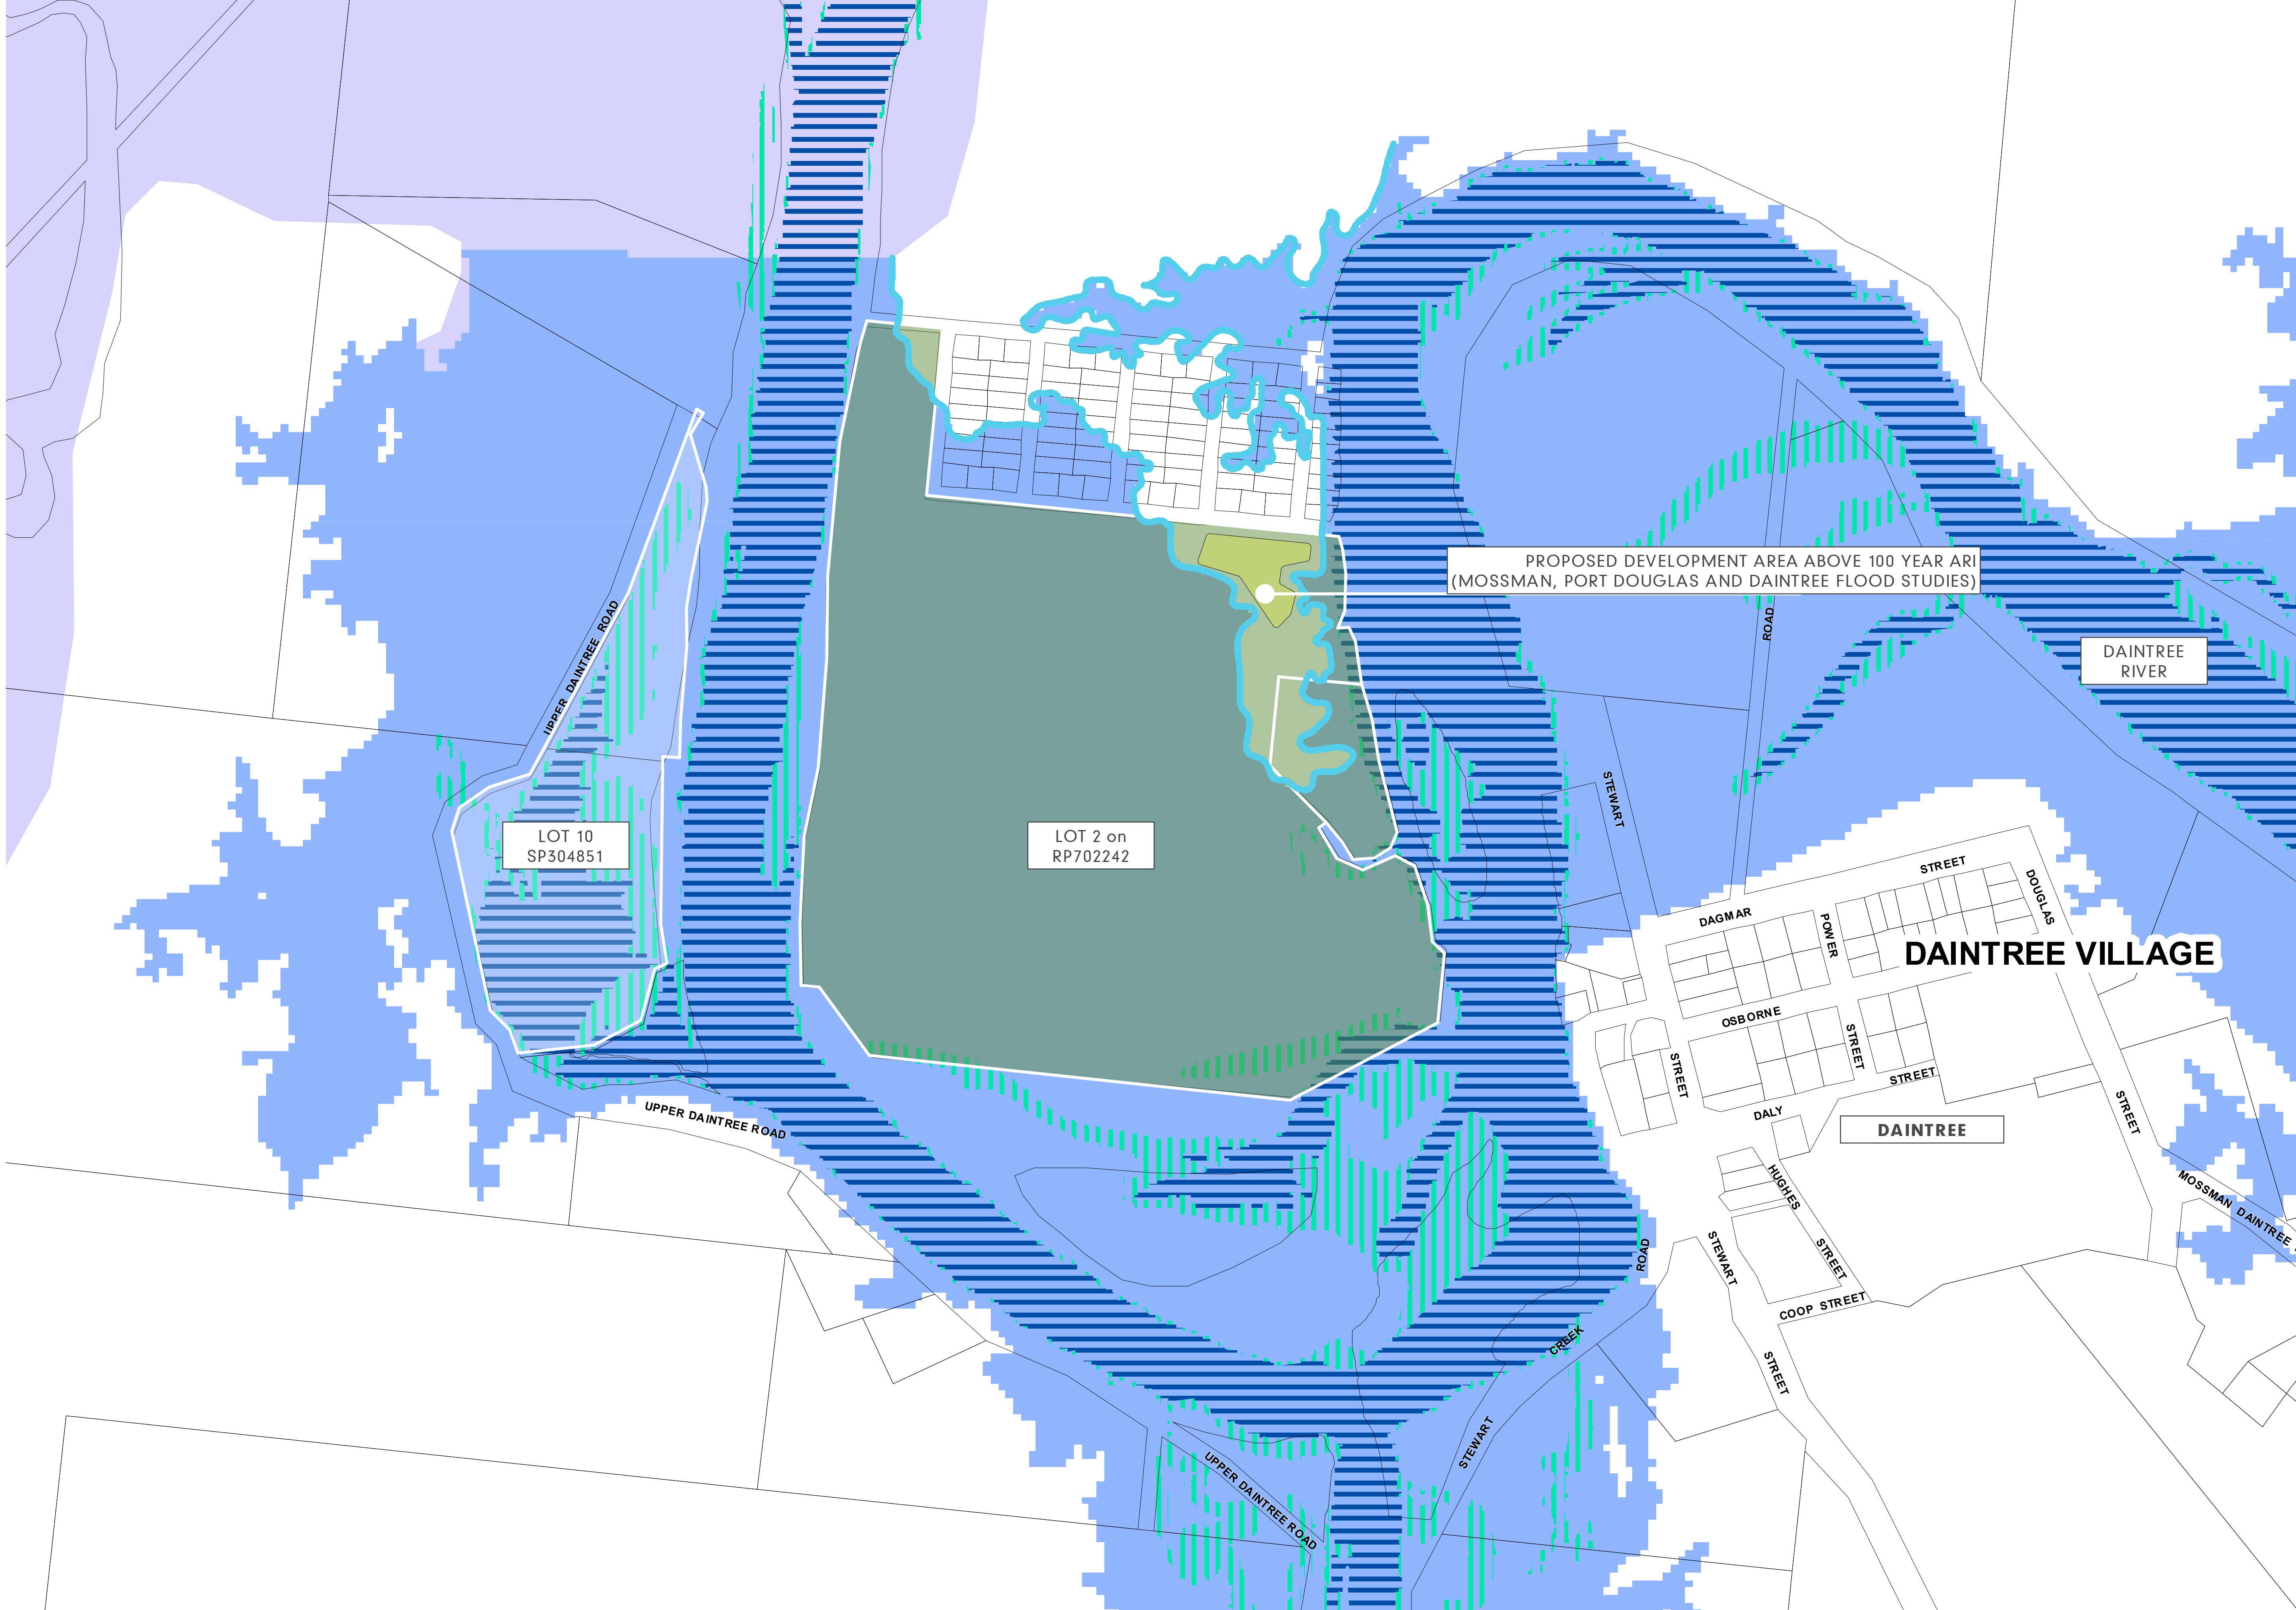 PROPOSED DEVELOPMENT AREA ABOVE 100 YEAR ARI
(MOSSMAN, PORT DOUGLAS AND DAINTREE FLOOD STUDIES)
ROAD
UPPER DAINTREE ROAD
DAINTREE
RIVER
STEWART
LOT 10
SP304851
LOT 2 on
RP702242
STREET
DOUGLAS
DAGMAR
POWER
DAINTREE VILLAGE
OSBORNE
STREET
STREET
STREET
DALY
STREET
UPPER DAINTREE ROAD
DAINTREE
HUGHES
STREET
MOSSMAN DAINTREE
ROAD
STEWART
COOP STREET
CREEK
STREET
STEWART
UPPER DAINTREE ROAD